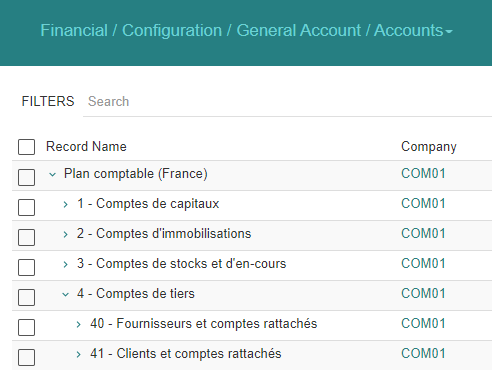 Financial / Configuration / General Account / Accounts
FILTERS Search
Record Name Company
Plan comptable (France) COM01
1 - Comptes de capitaux COM01
2 - Comptes d'immobilisations COM01
3 - Comptes de stocks et d'en-cours COM01
4 - Comptes de tiers COM01
40 - Fournisseurs et comptes rattachés COM01
41 - Clients et comptes rattachés COM01